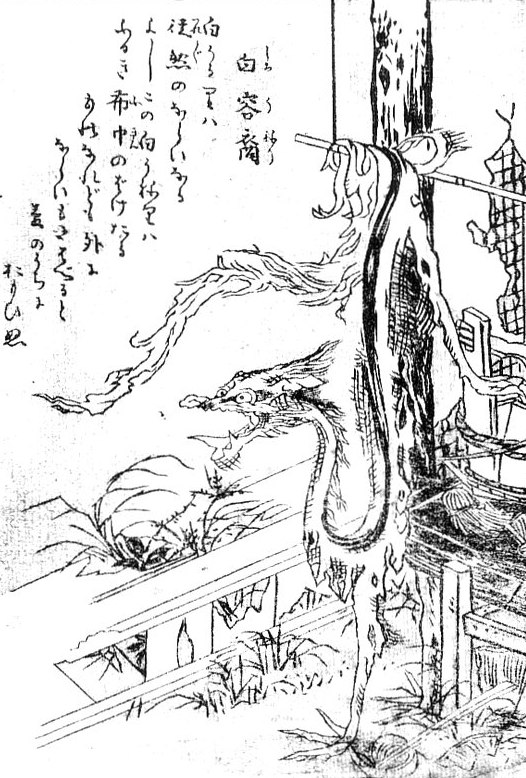 白容裔
しろうねり
白うるりハ
徒然のならいなる
よしこの白うねりハ
ふるき布巾のばけたる
ものなれども外に
ならいもやはべると
夢のうちに
おもひぬ